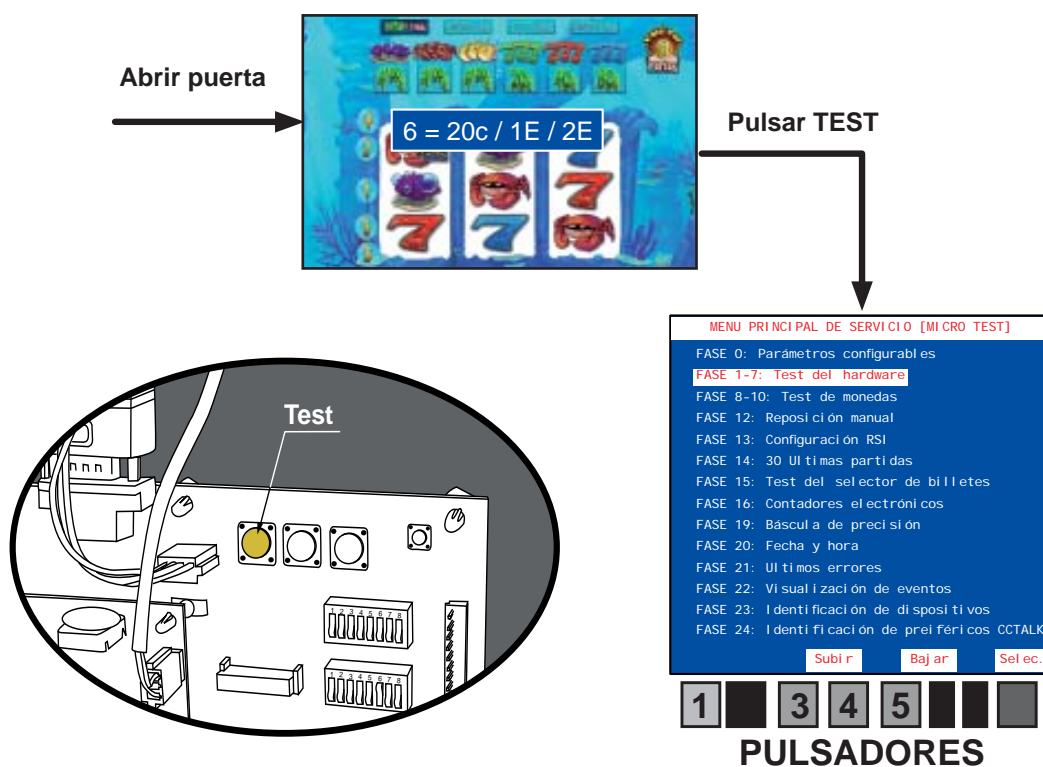 Abrir puerta
6 = 20c / 1E / 2E
Pulsar TEST
Test
1 2 3 4 5 6 7 8
1 2 3 4 5 6 7 8
MENU PRINCIPAL DE SERVICIO [MICRO TEST]
FASE 0: Parámetros configurables
FASE 1-7: Test del hardware
FASE 8-10: Test de monedas
FASE 12: Reposición manual
FASE 13: Configuración RSI
FASE 14: 30 Ultimas partidas
FASE 15: Test del selector de billetes
FASE 16: Contadores electrónicos
FASE 19: Báscula de precisión
FASE 20: Fecha y hora
FASE 21: Ultimos errores
FASE 22: Visualización de eventos
FASE 23: Identificación de dispositivos
FASE 24: Identificación de preiféricos CCTALK
Subir Bajar Selec.
1 3 4 5
PULSADORES